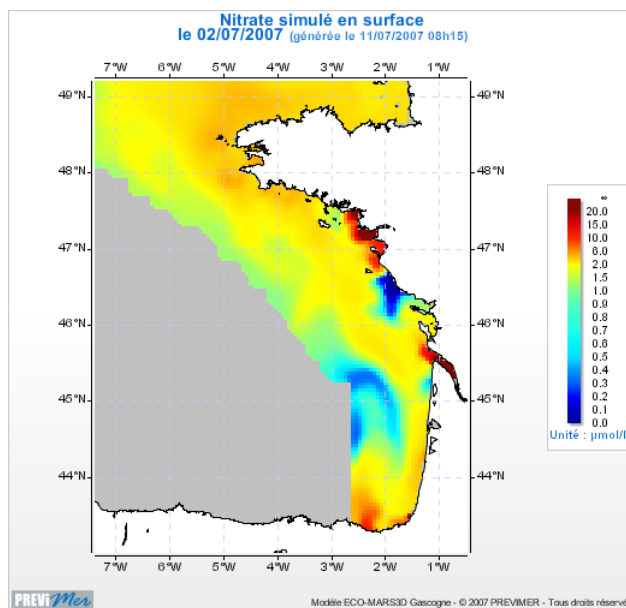 Nitrate simulé en surface
le 02/07/2007 (générée le 11/07/2007 08h15)
7°W 6°W 5°W 4°W 3°W 2°W 1°W
49°N 49°N
48°N 48°N
47°N 47°N
46°N 46°N
45°N 45°N
44°N 44°N
7°W 6°W 5°W 4°W 3°W 2°W 1°W
∞
20.0
15.0
10.0
6.0
2.0
1.5
1.0
0.9
0.8
0.7
0.6
0.5
0.4
0.3
0.2
0.1
0.0
Unité : µmol/l
PREViMer
Modèle ECO-MARS3D Gascogne - © 2007 PREVIMER - Tous droits réservé